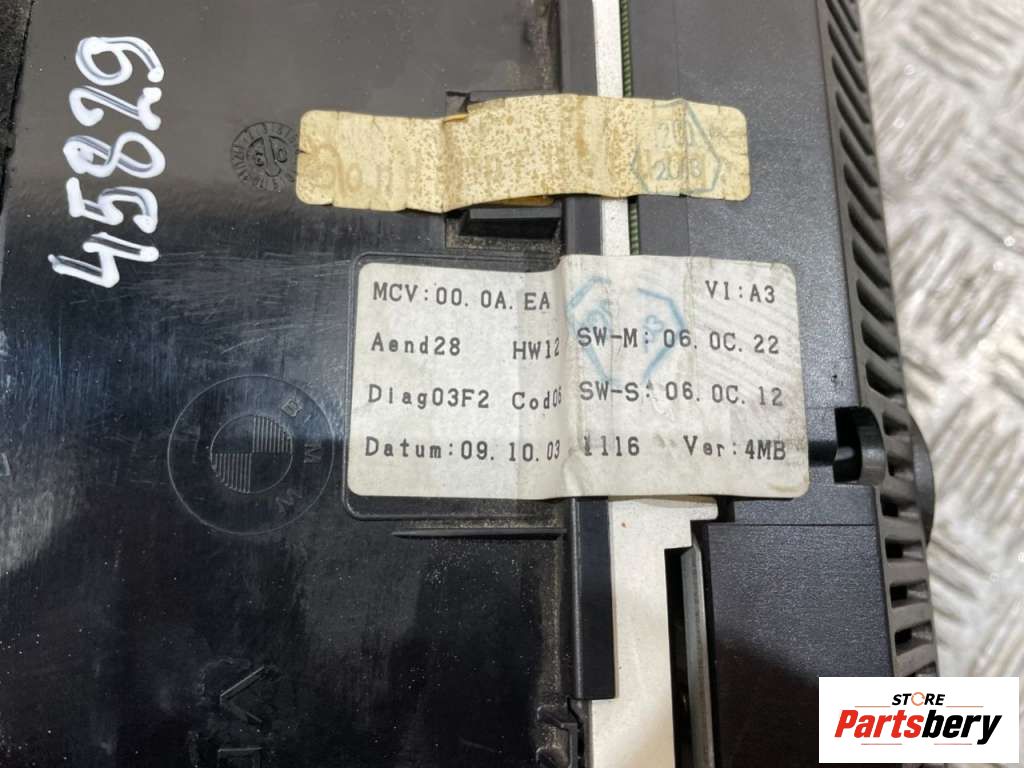 45829
2003
MCV:00. 0A. EA VI:A3
Aend28 HW12 SW-M: 06. 0C. 22
Diag03F2 Cod06 SW-S: 06. 0C. 12
Datum:09. 10. 03 1116 Ver: 4MB
BMW
STORE
Partsbery